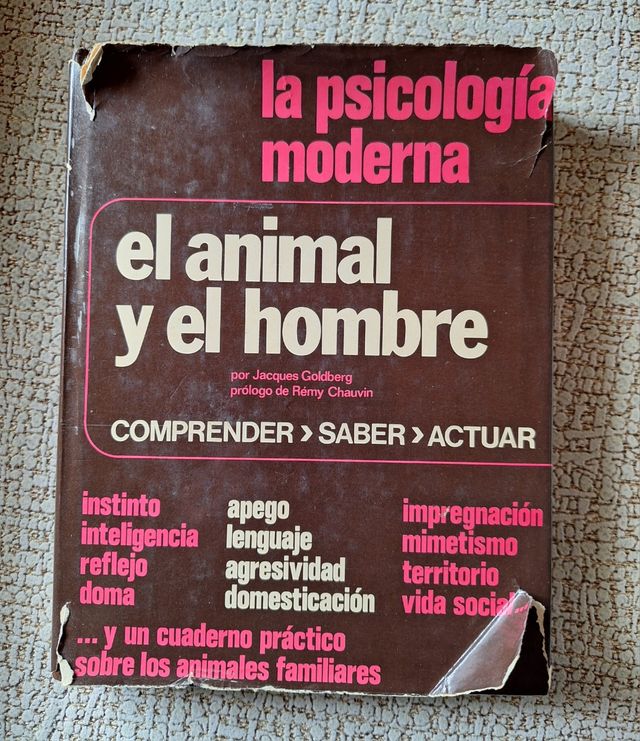 la psicología
moderna
el animal
y el hombre
por Jacques Goldberg
prólogo de Rémy Chauvin
COMPRENDER › SABER › ACTUAR
instinto
inteligencia
reflejo
doma
apego
lenguaje
agresividad
domesticación
impregnación
mimetismo
territorio
vida social...
... y un cuaderno práctico
sobre los animales familiares